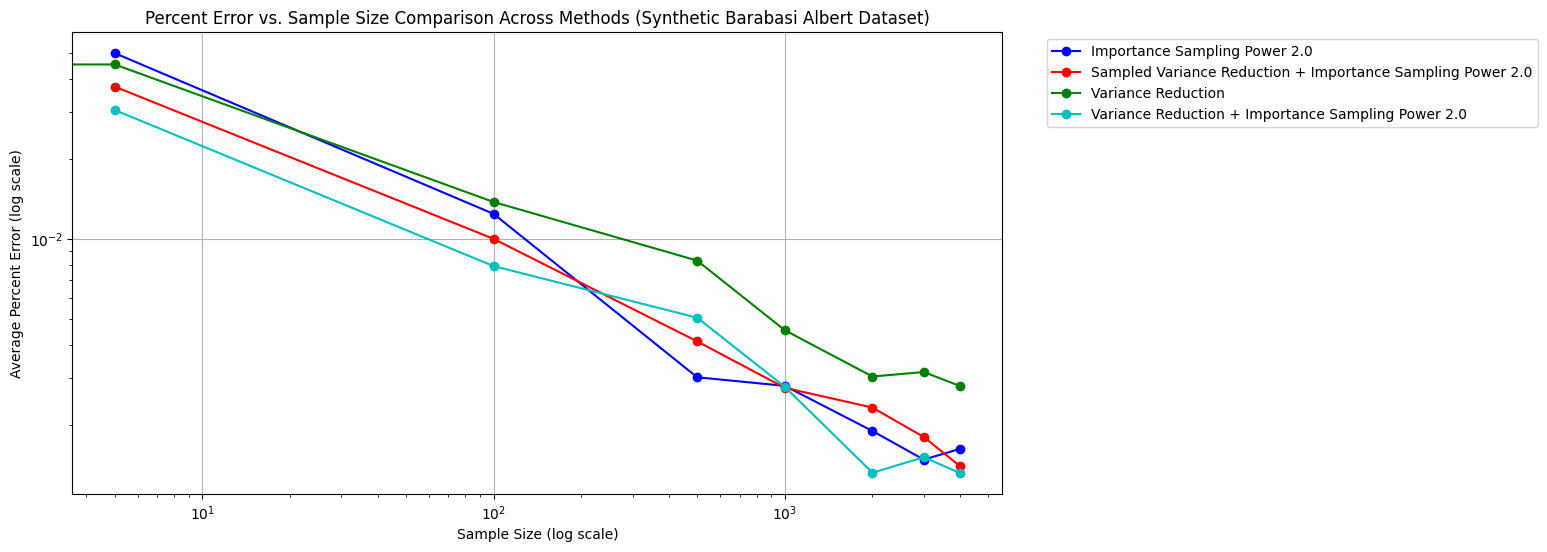 Percent Error vs. Sample Size Comparison Across Methods (Synthetic Barabasi Albert Dataset)
Importance Sampling Power 2.0
Sampled Variance Reduction + Importance Sampling Power 2.0
Variance Reduction
Variance Reduction + Importance Sampling Power 2.0
Average Percent Error (log scale)
10⁻²
10¹ 10² 10³
Sample Size (log scale)